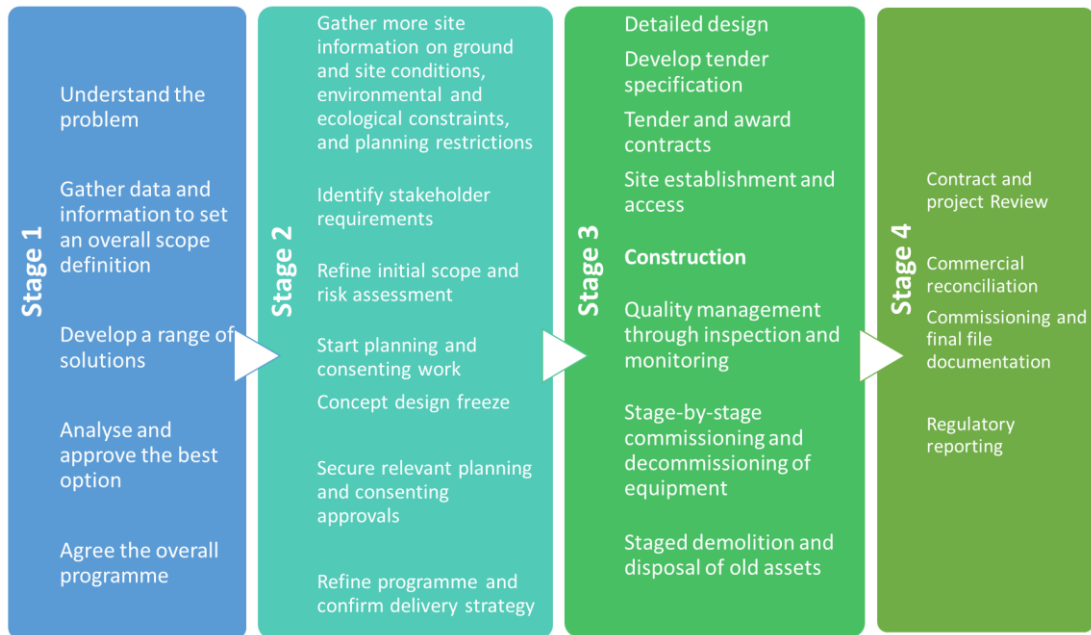 Stage 1
Understand the
problem
Gather data and
information to set
an overall scope
definition
Develop a range of
solutions
Analyse and
approve the best
option
Agree the overall
programme
Stage 2
Gather more site
information on ground
and site conditions,
environmental and
ecological constraints,
and planning restrictions
Identify stakeholder
requirements
Refine initial scope and
risk assessment
Start planning and
consenting work
Concept design freeze
Secure relevant planning
and consenting
approvals
Refine programme and
confirm delivery strategy
Stage 3
Detailed design
Develop tender
specification
Tender and award
contracts
Site establishment and
access
Construction
Quality management
through inspection and
monitoring
Stage-by-stage
commissioning and
decommissioning of
equipment
Staged demolition and
disposal of old assets
Stage 4
Contract and
project Review
Commercial
reconciliation
Commissioning and
final file
documentation
Regulatory
reporting